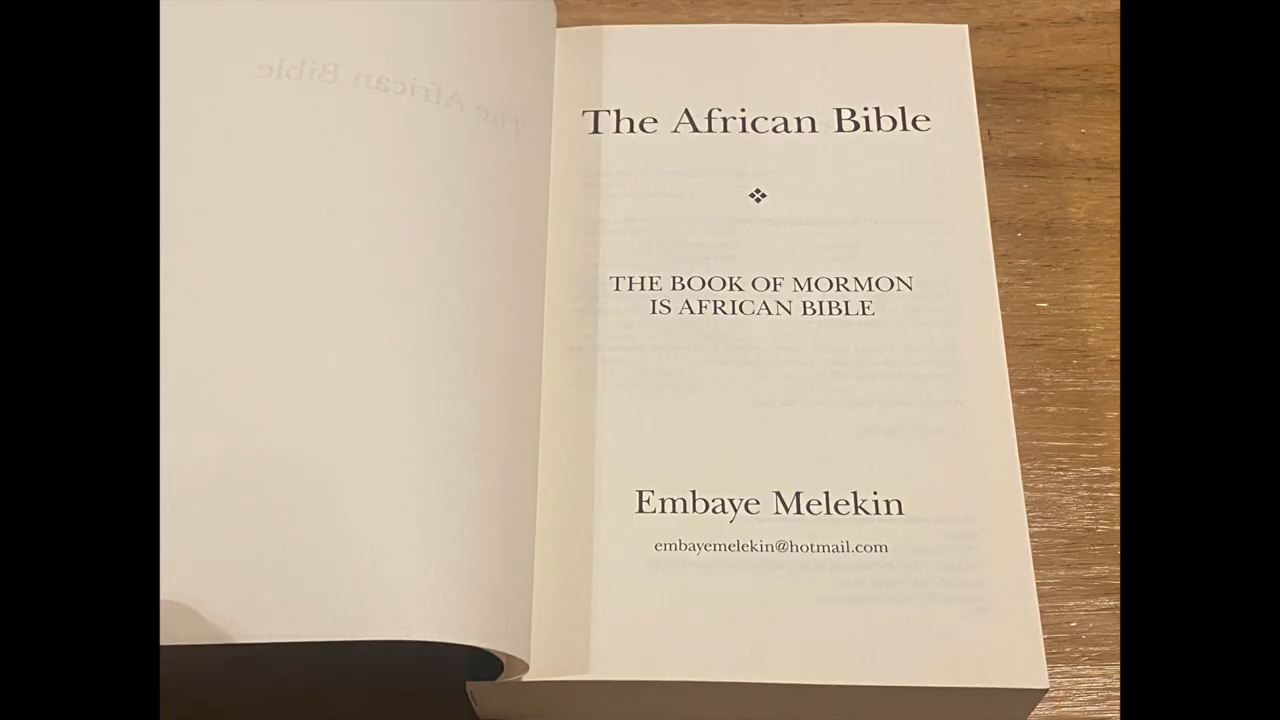 The African Bible
THE BOOK OF MORMON
IS AFRICAN BIBLE
Embaye Melekin
embayemelekin@hotmail.com